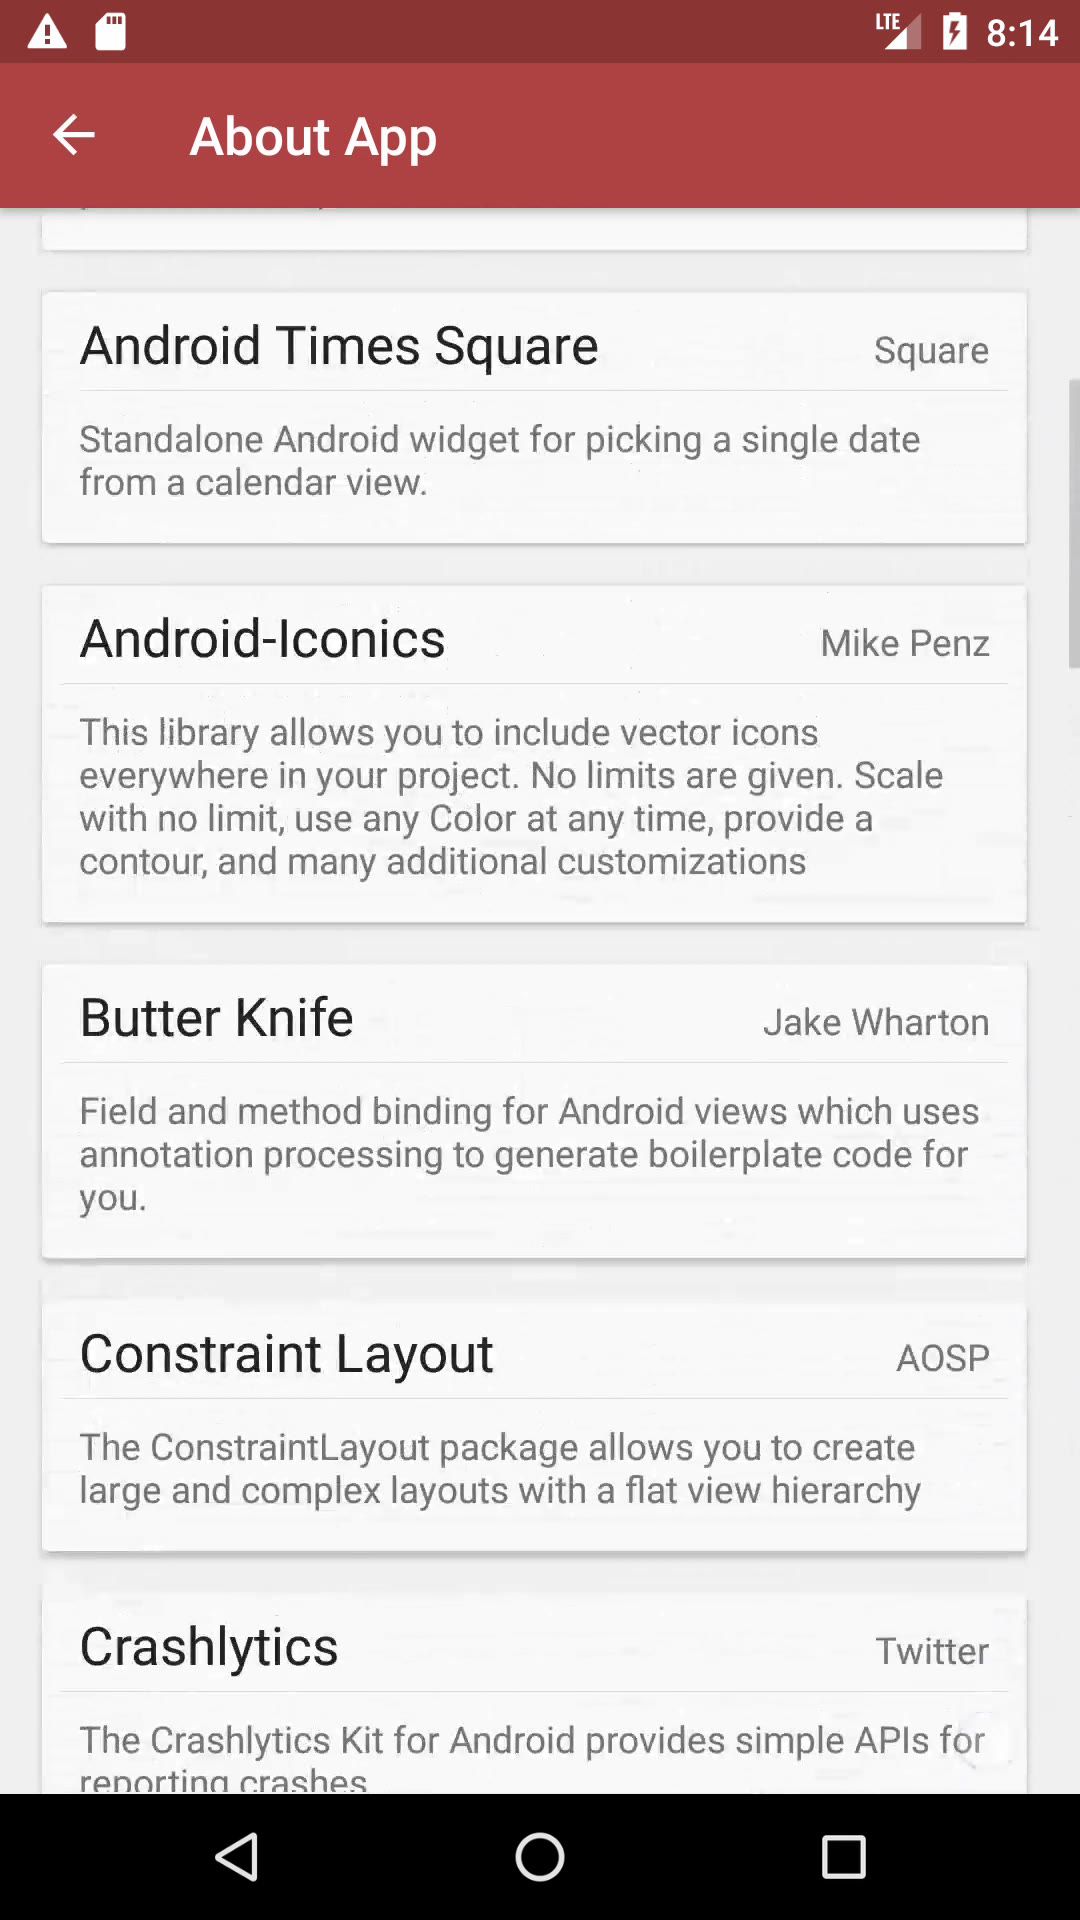 LTE 8:14
About App
Android Times Square Square
Standalone Android widget for picking a single date
from a calendar view.
Android-Iconics Mike Penz
This library allows you to include vector icons
everywhere in your project. No limits are given. Scale
with no limit, use any Color at any time, provide a
contour, and many additional customizations
Butter Knife Jake Wharton
Field and method binding for Android views which uses
annotation processing to generate boilerplate code for
you.
Constraint Layout AOSP
The ConstraintLayout package allows you to create
large and complex layouts with a flat view hierarchy
Crashlytics Twitter
The Crashlytics Kit for Android provides simple APIs for
reporting crashes